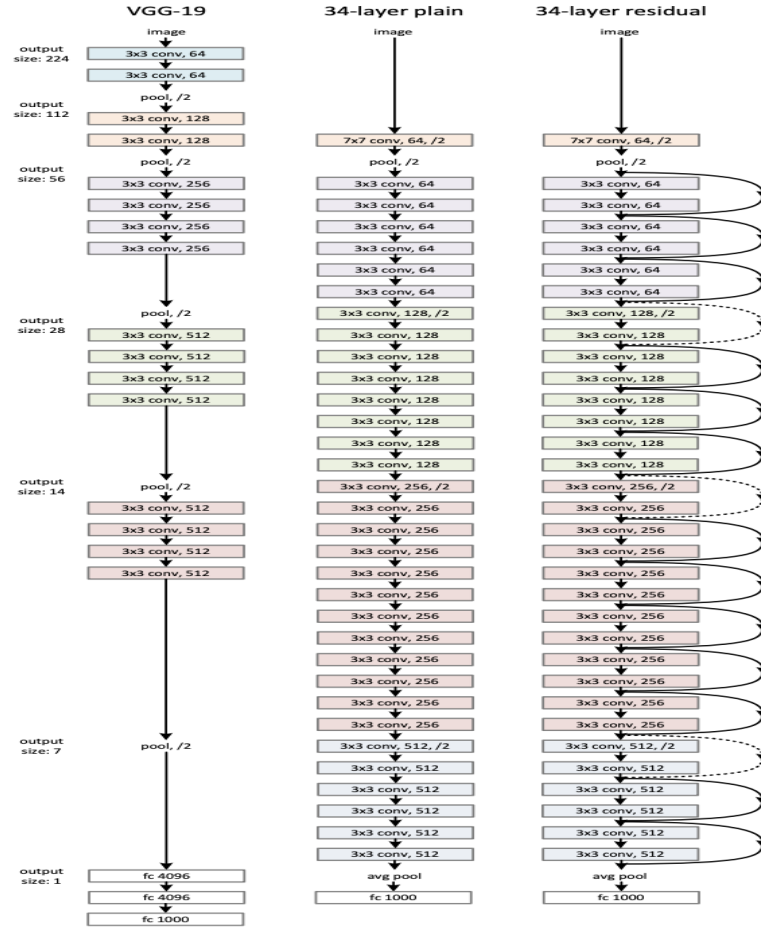 VGG-19
image
output
size: 224
3x3 conv, 64
3x3 conv, 64
output
size: 112
pool, /2
3x3 conv, 128
3x3 conv, 128
pool, /2
output
size: 56
3x3 conv, 256
3x3 conv, 256
3x3 conv, 256
3x3 conv, 256
output
size: 28
pool, /2
3x3 conv, 512
3x3 conv, 512
3x3 conv, 512
3x3 conv, 512
output
size: 14
pool, /2
3x3 conv, 512
3x3 conv, 512
3x3 conv, 512
3x3 conv, 512
output
size: 7
pool, /2
output
size: 1
fc 4096
fc 4096
fc 1000
34-layer plain
image
7x7 conv, 64, /2
pool, /2
3x3 conv, 64
3x3 conv, 64
3x3 conv, 64
3x3 conv, 64
3x3 conv, 64
3x3 conv, 64
3x3 conv, 128, /2
3x3 conv, 128
3x3 conv, 128
3x3 conv, 128
3x3 conv, 128
3x3 conv, 128
3x3 conv, 128
3x3 conv, 128
3x3 conv, 256, /2
3x3 conv, 256
3x3 conv, 256
3x3 conv, 256
3x3 conv, 256
3x3 conv, 256
3x3 conv, 256
3x3 conv, 256
3x3 conv, 256
3x3 conv, 256
3x3 conv, 256
3x3 conv, 256
3x3 conv, 512, /2
3x3 conv, 512
3x3 conv, 512
3x3 conv, 512
3x3 conv, 512
3x3 conv, 512
avg pool
fc 1000
34-layer residual
image
7x7 conv, 64, /2
pool, /2
3x3 conv, 64
3x3 conv, 64
3x3 conv, 64
3x3 conv, 64
3x3 conv, 64
3x3 conv, 64
3x3 conv, 128, /2
3x3 conv, 128
3x3 conv, 128
3x3 conv, 128
3x3 conv, 128
3x3 conv, 128
3x3 conv, 128
3x3 conv, 128
3x3 conv, 256, /2
3x3 conv, 256
3x3 conv, 256
3x3 conv, 256
3x3 conv, 256
3x3 conv, 256
3x3 conv, 256
3x3 conv, 256
3x3 conv, 256
3x3 conv, 256
3x3 conv, 256
3x3 conv, 256
3x3 conv, 512, /2
3x3 conv, 512
3x3 conv, 512
3x3 conv, 512
3x3 conv, 512
3x3 conv, 512
avg pool
fc 1000